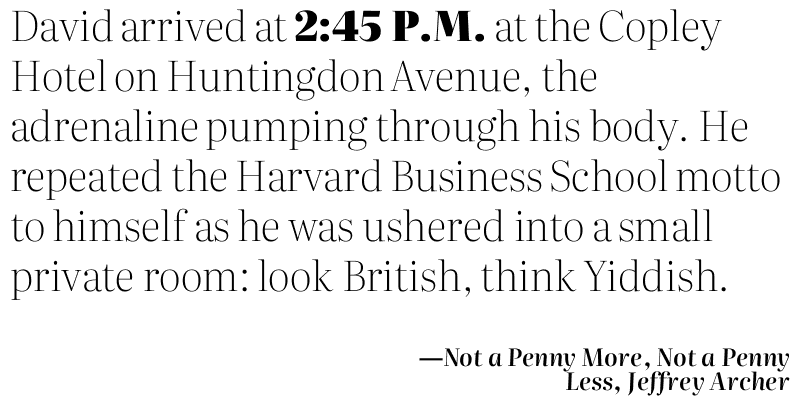 David arrived at 2:45 P.M. at the Copley
Hotel on Huntingdon Avenue, the
adrenaline pumping through his body. He
repeated the Harvard Business School motto
to himself as he was ushered into a small
private room: look British, think Yiddish.
—Not a Penny More, Not a Penny
Less, Jeffrey Archer